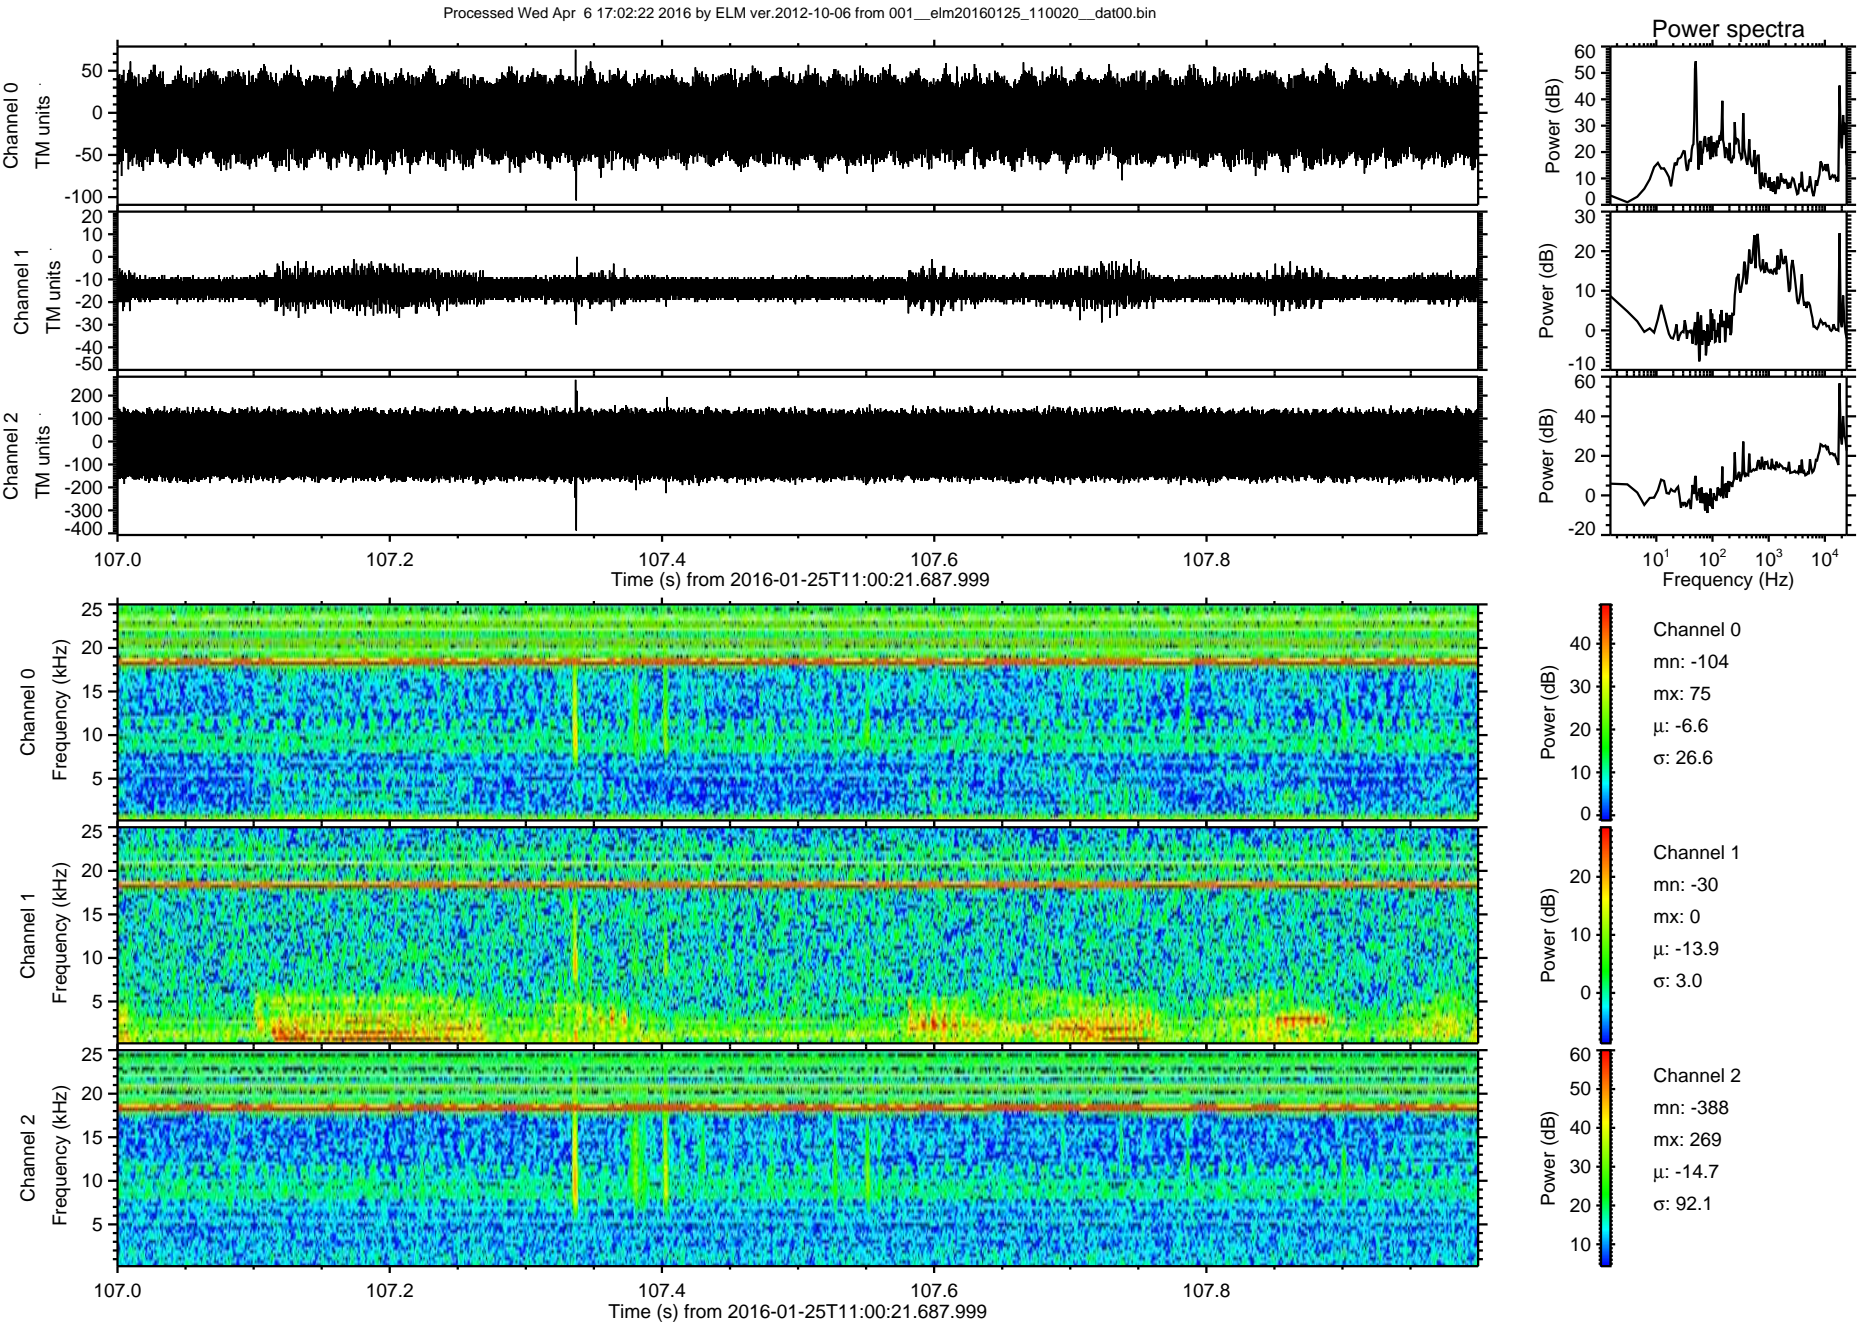 Processed Wed Apr  6 17:02:22 2016 by ELM ver.2012-10-06 from 001__elm20160125_110020__dat00.bin
Power spectra
Channel 0
TM units
50
0
-50
-100
Power (dB)
60
50
40
30
20
10
0
Channel 1
TM units
20
10
0
-10
-20
-30
-40
-50
Power (dB)
30
20
10
0
-10
Channel 2
TM units
200
100
0
-100
-200
-300
-400
Power (dB)
60
40
20
0
-20
107.0 107.2 107.4 107.6 107.8
Time (s) from 2016-01-25T11:00:21.687.999
10¹ 10² 10³ 10⁴
Frequency (Hz)
Channel 0
Frequency (kHz)
25
20
15
10
5
Power (dB)
40
30
20
10
0
Channel 0
mn: -104
mx: 75
µ: -6.6
σ: 26.6
Channel 1
Frequency (kHz)
25
20
15
10
5
Power (dB)
20
10
0
Channel 1
mn: -30
mx: 0
µ: -13.9
σ: 3.0
Channel 2
Frequency (kHz)
25
20
15
10
5
Power (dB)
60
50
40
30
20
10
Channel 2
mn: -388
mx: 269
µ: -14.7
σ: 92.1
107.0 107.2 107.4 107.6 107.8
Time (s) from 2016-01-25T11:00:21.687.999